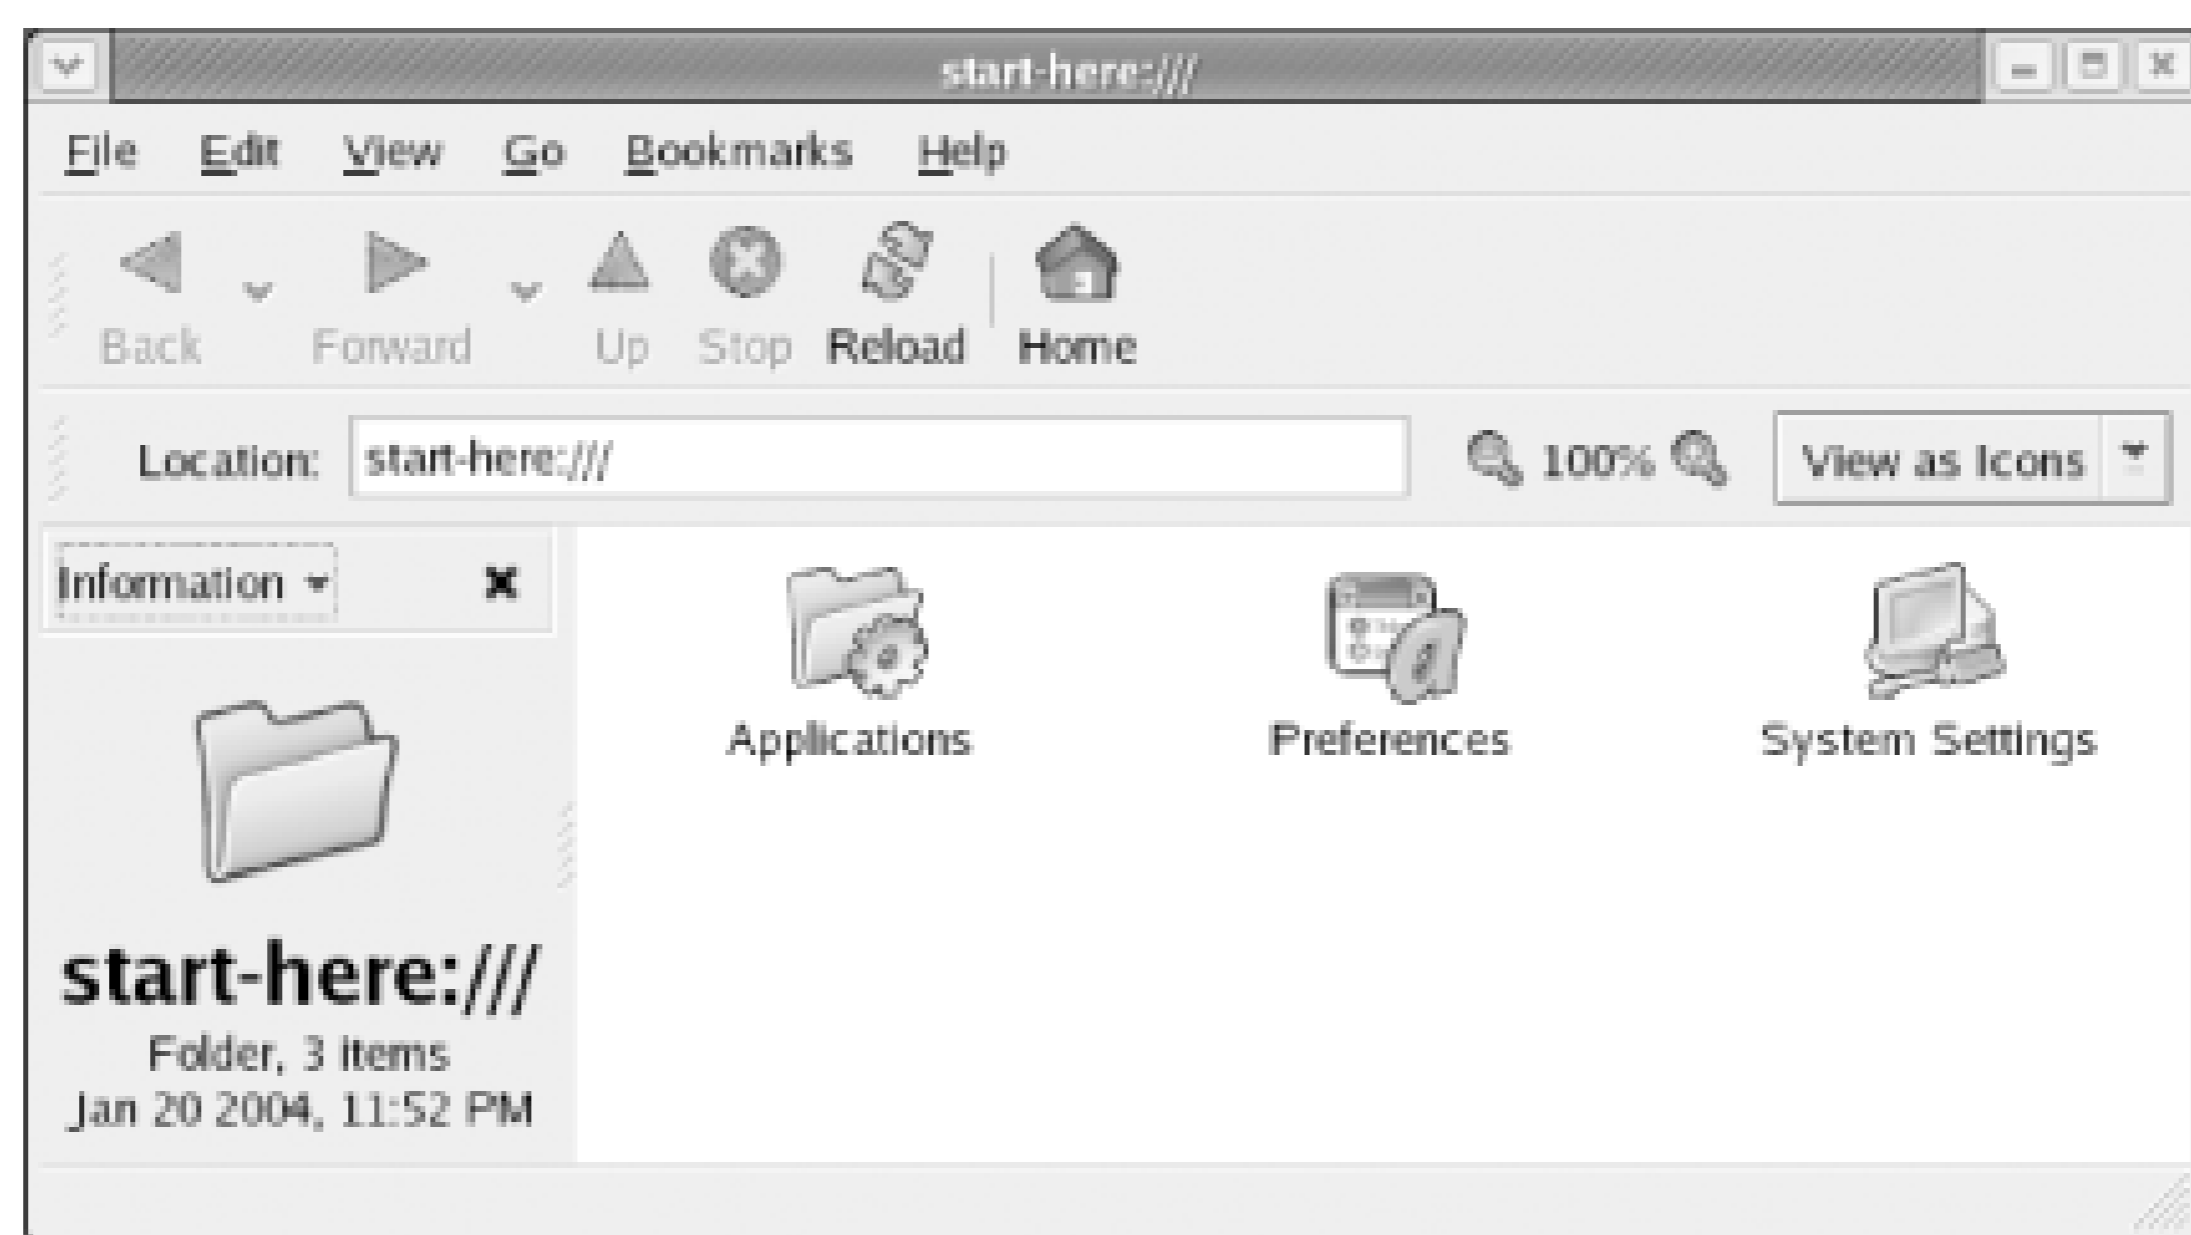 start-here:///
File Edit View Go Bookmarks Help
Back Forward Up Stop Reload Home
Location: start-here:/// 100% View as Icons
Information
Applications Preferences System Settings
start-here:///
Folder, 3 items
Jan 20 2004, 11:52 PM